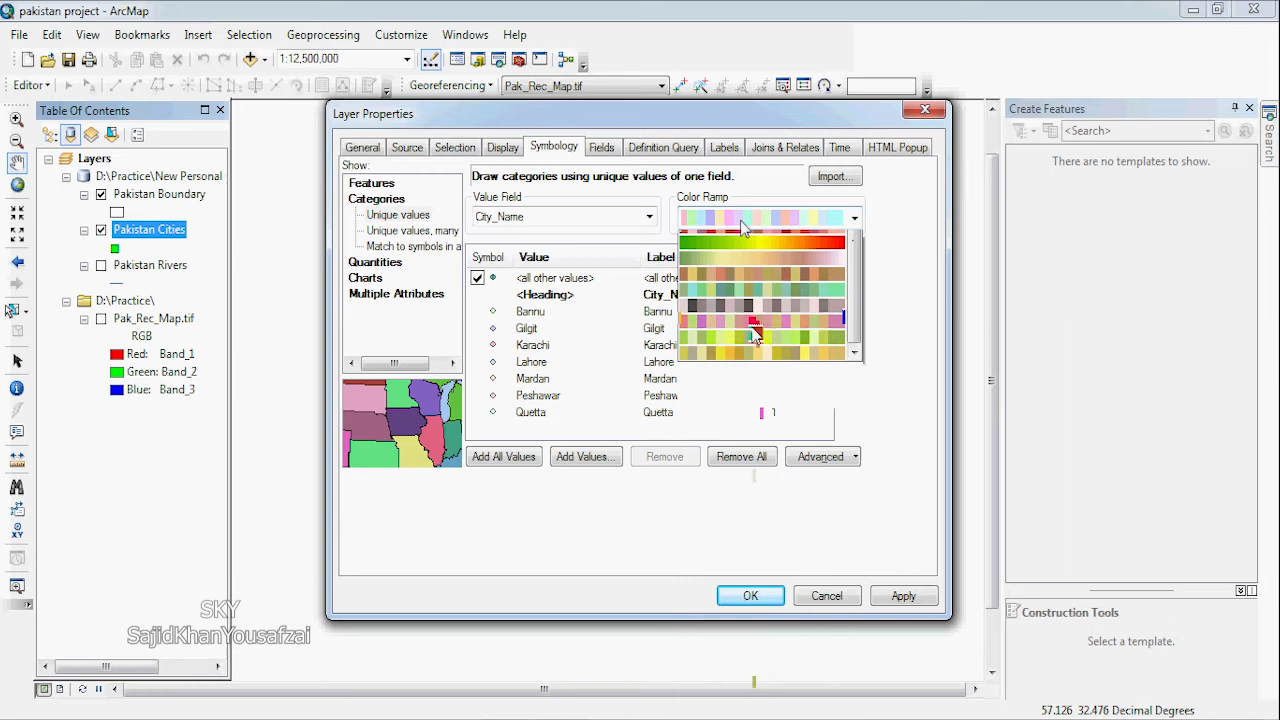 pakistan project - ArcMap
File Edit View Bookmarks Insert Selection Geoprocessing Customize Windows Help
1:12,500,000
Editor Georeferencing Pak_Rec_Map.tif
Table Of Contents
Layers
D:\Practice\New Personal
Pakistan Boundary
Pakistan Cities
Pakistan Rivers
D:\Practice\
Pak_Rec_Map.tif
RGB
Red: Band_1
Green: Band_2
Blue: Band_3
Layer Properties
General Source Selection Display Symbology Fields Definition Query Labels Joins & Relates Time HTML Popup
Show:
Features
Categories
Unique values
Unique values, many
Match to symbols in a
Quantities
Charts
Multiple Attributes
Draw categories using unique values of one field.
Import...
Value Field
City_Name
Color Ramp
Symbol Value Label
<all other values> <all othe
<Heading> City_N
Bannu Bannu
Gilgit Gilgit
Karachi Karachi
Lahore Lahore
Mardan Mardan
Peshawar Peshaw
Quetta Quetta 1
Add All Values Add Values... Remove Remove All Advanced
OK Cancel Apply
Create Features
<Search>
There are no templates to show.
Search
Construction Tools
Select a template.
SKY
SajidKhanYousafzai
57.126 32.476 Decimal Degrees